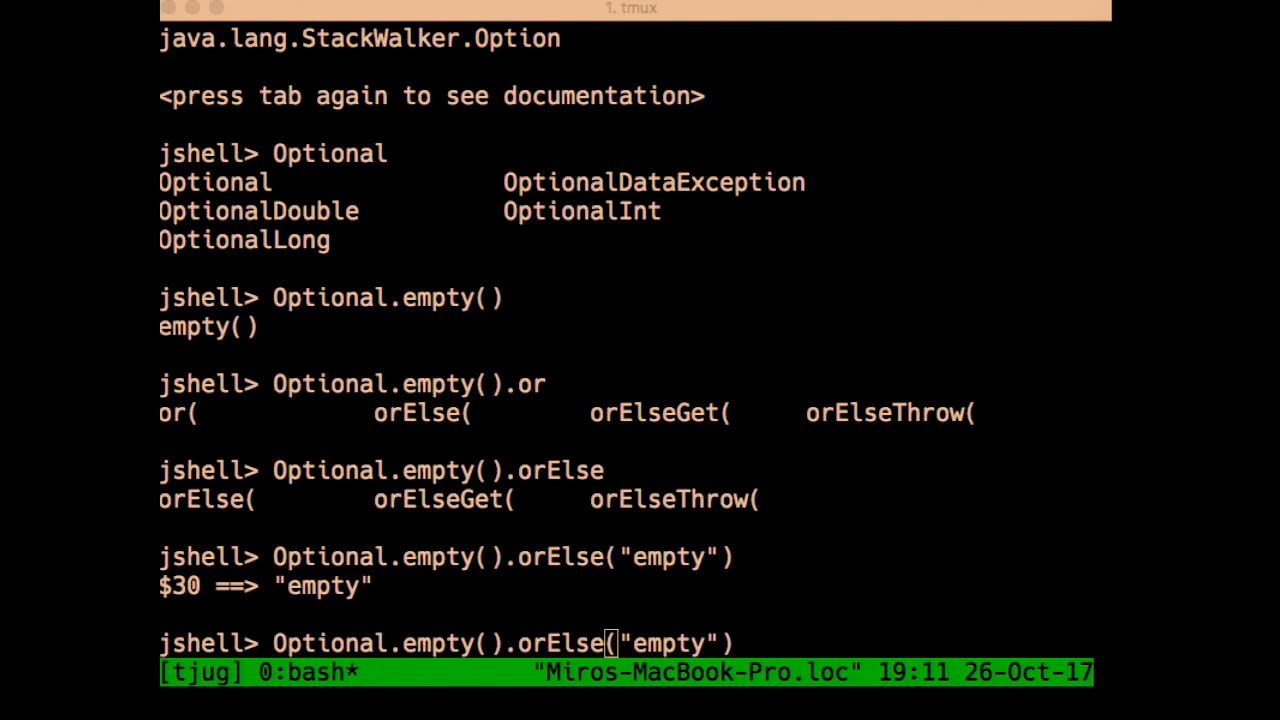 1. tmux
java.lang.StackWalker.Option
<press tab again to see documentation>
jshell> Optional
Optional OptionalDataException
OptionalDouble OptionalInt
OptionalLong
jshell> Optional.empty()
empty()
jshell> Optional.empty().or
or( orElse( orElseGet( orElseThrow(
jshell> Optional.empty().orElse
orElse( orElseGet( orElseThrow(
jshell> Optional.empty().orElse("empty")
$30 ==> "empty"
jshell> Optional.empty().orElse("empty")
[tjug] 0:bash* "Miros-MacBook-Pro.loc" 19:11 26-Oct-17